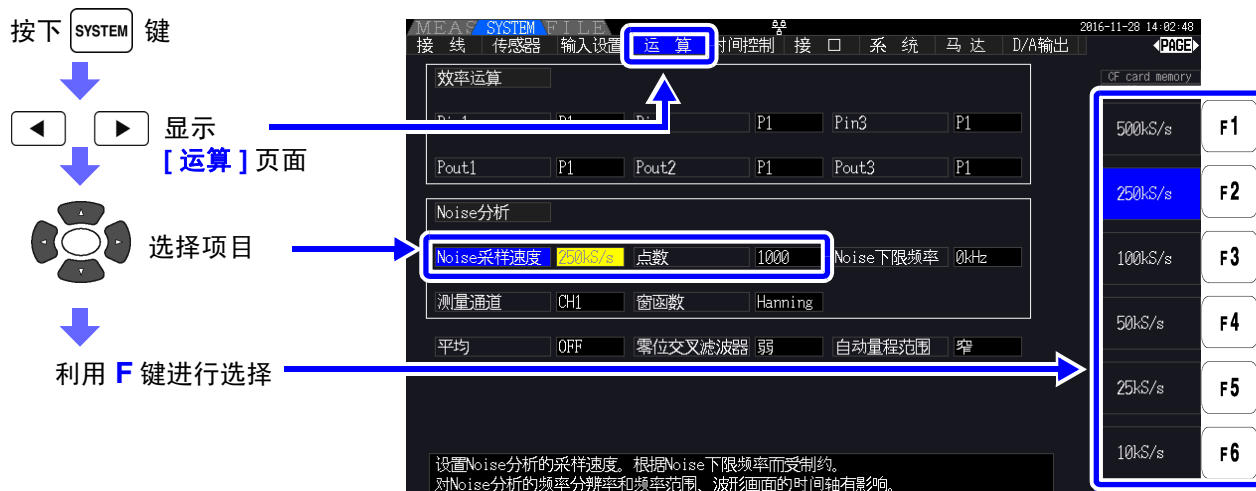 按下 SYSTEM 键
显示
[ 运算 ] 页面
选择项目
利用 F 键进行选择
MEAS SYSTEM FILE
2016-11-28 14:02:48
接 线 传感器 输入设置 运 算 时间控制 接 口 系 统 马 达 D/A输出
PAGE
CF card memory
效率运算
P1 P1 Pin3 P1
Pout1 P1 Pout2 P1 Pout3 P1
Noise分析
Noise采样速度 250kS/s 点数 1000 Noise下限频率 0kHz
测量通道 CH1 窗函数 Hanning
平均 OFF 零位交叉滤波器 弱 自动量程范围 窄
设置Noise分析的采样速度。根据Noise下限频率而受制约。
对Noise分析的频率分辨率和频率范围、波形画面的时间轴有影响。
500kS/s F1
250kS/s F2
100kS/s F3
50kS/s F4
25kS/s F5
10kS/s F6